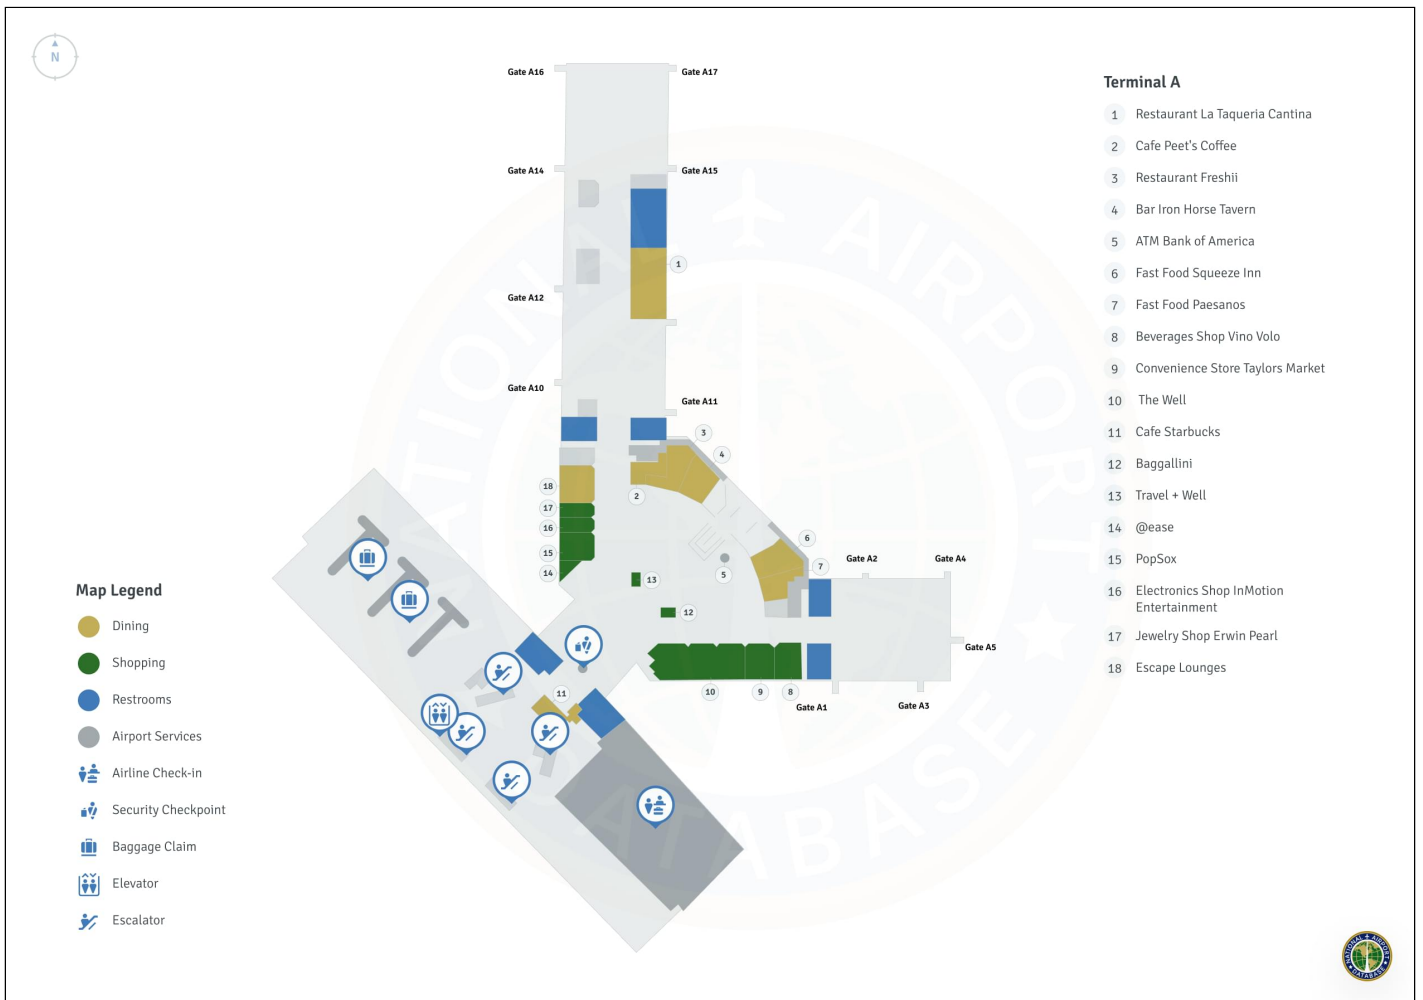 N
Gate A16
Gate A17
Gate A14
Gate A15
1
Gate A12
Gate A10
Gate A11
3
4
18
2
17
16
15
14
13
5
6
7
Gate A2
Gate A4
12
Gate A5
11
10
9
8
Gate A1
Gate A3
NATIONAL AIRPORT DATABASE
Terminal A
1 Restaurant La Taqueria Cantina
2 Cafe Peet's Coffee
3 Restaurant Freshii
4 Bar Iron Horse Tavern
5 ATM Bank of America
6 Fast Food Squeeze Inn
7 Fast Food Paesanos
8 Beverages Shop Vino Volo
9 Convenience Store Taylors Market
10 The Well
11 Cafe Starbucks
12 Baggallini
13 Travel + Well
14 @ease
15 PopSox
16 Electronics Shop InMotion
Entertainment
17 Jewelry Shop Erwin Pearl
18 Escape Lounges
Map Legend
Dining
Shopping
Restrooms
Airport Services
Airline Check-in
Security Checkpoint
Baggage Claim
Elevator
Escalator
NATIONAL AIRPORT
DATABASE